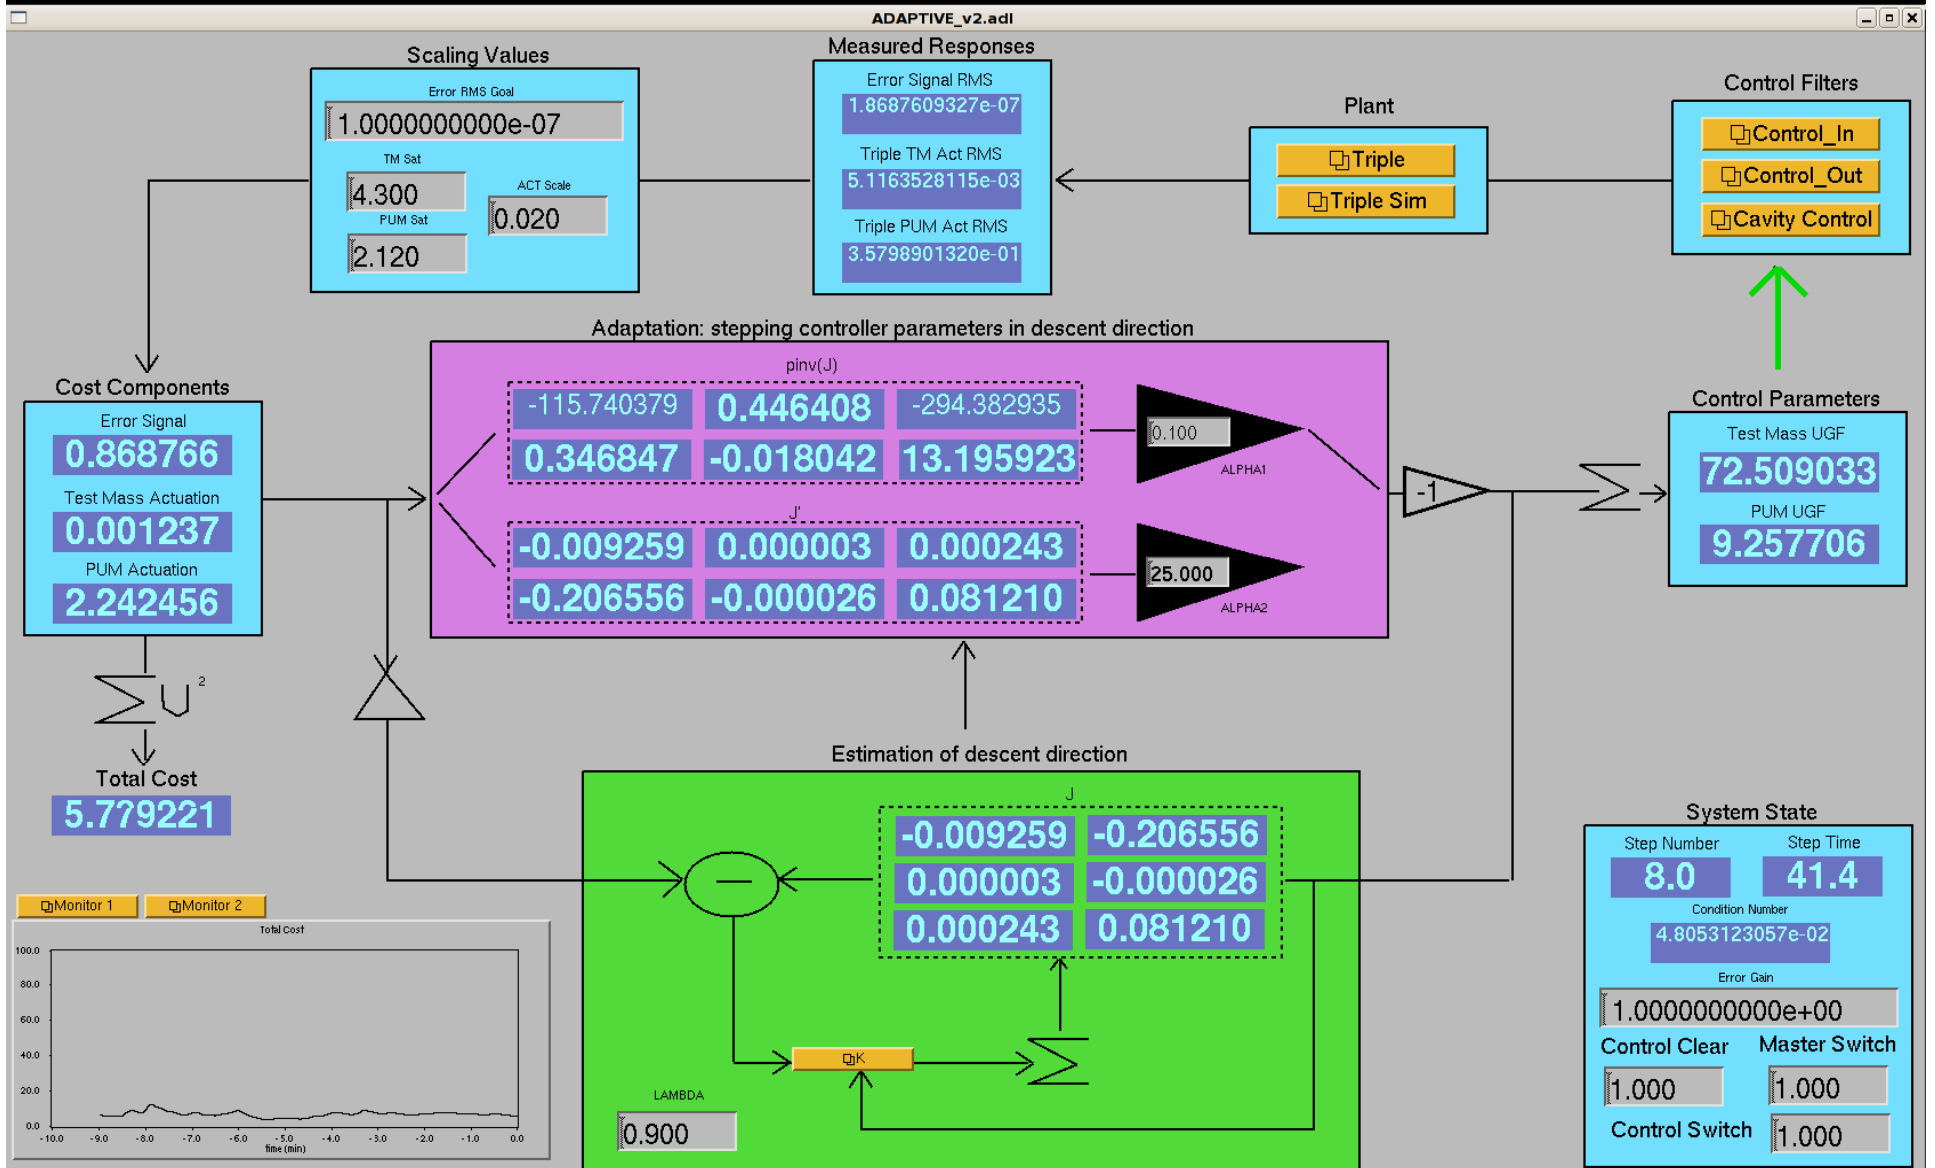 ADAPTIVE_v2.adl
Scaling Values
Error RMS Goal
1.0000000000e-07
TM Sat
4.300
ACT Scale
0.020
PUM Sat
2.120
Measured Responses
Error Signal RMS
1.8687609327e-07
Triple TM Act RMS
5.1163528115e-03
Triple PUM Act RMS
3.5798901320e-01
Plant
Triple
Triple Sim
Control Filters
Control_In
Control_Out
Cavity Control
Adaptation: stepping controller parameters in descent direction
pinv(J)
-115.740379 0.446408 -294.382935
0.346847 -0.018042 13.195923
0.100
ALPHA1
J'
-0.009259 0.000003 0.000243
-0.206556 -0.000026 0.081210
25.000
ALPHA2
-1
Cost Components
Error Signal
0.868766
Test Mass Actuation
0.001237
PUM Actuation
2.242456
Σ U 2
Total Cost
5.779221
Σ
Control Parameters
Test Mass UGF
72.509033
PUM UGF
9.257706
Estimation of descent direction
J
-0.009259 -0.206556
0.000003 -0.000026
0.000243 0.081210
—
K
Σ
LAMBDA
0.900
Monitor 1 Monitor 2
Total Cost
100.0
80.0
60.0
40.0
20.0
0.0
-10.0 -9.0 -8.0 -7.0 -6.0 -5.0 -4.0 -3.0 -2.0 -1.0 0.0
time (min)
System State
Step Number Step Time
8.0 41.4
Condition Number
4.8053123057e-02
Error Gain
1.0000000000e+00
Control Clear Master Switch
1.000 1.000
Control Switch 1.000